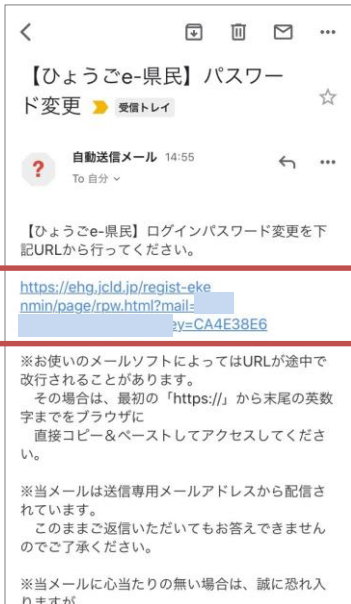 【ひょうごe-県民】パスワー
ド変更 受信トレイ
自動送信メール 14:55
To 自分
【ひょうごe-県民】ログインパスワード変更を下
記URLから行ってください。
https://ehg.jcld.jp/regist-eke
nmin/page/rpw.html?mail=
ey=CA4E38E6
※お使いのメールソフトによってはURLが途中で
改行されることがあります。
その場合は、最初の「https://」から末尾の英数
字までをブラウザに
直接コピー&ペーストしてアクセスしてくださ
い。
※当メールは送信専用メールアドレスから配信さ
れています。
このままご返信いただいてもお答えできません
のでご了承ください。
※当メールに心当たりの無い場合は、誠に恐れ入
りますが